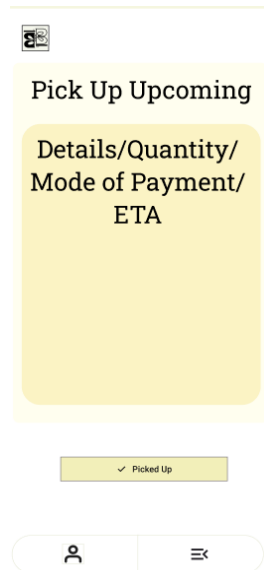 Pick Up Upcoming
Details/Quantity/
Mode of Payment/
ETA
Picked Up